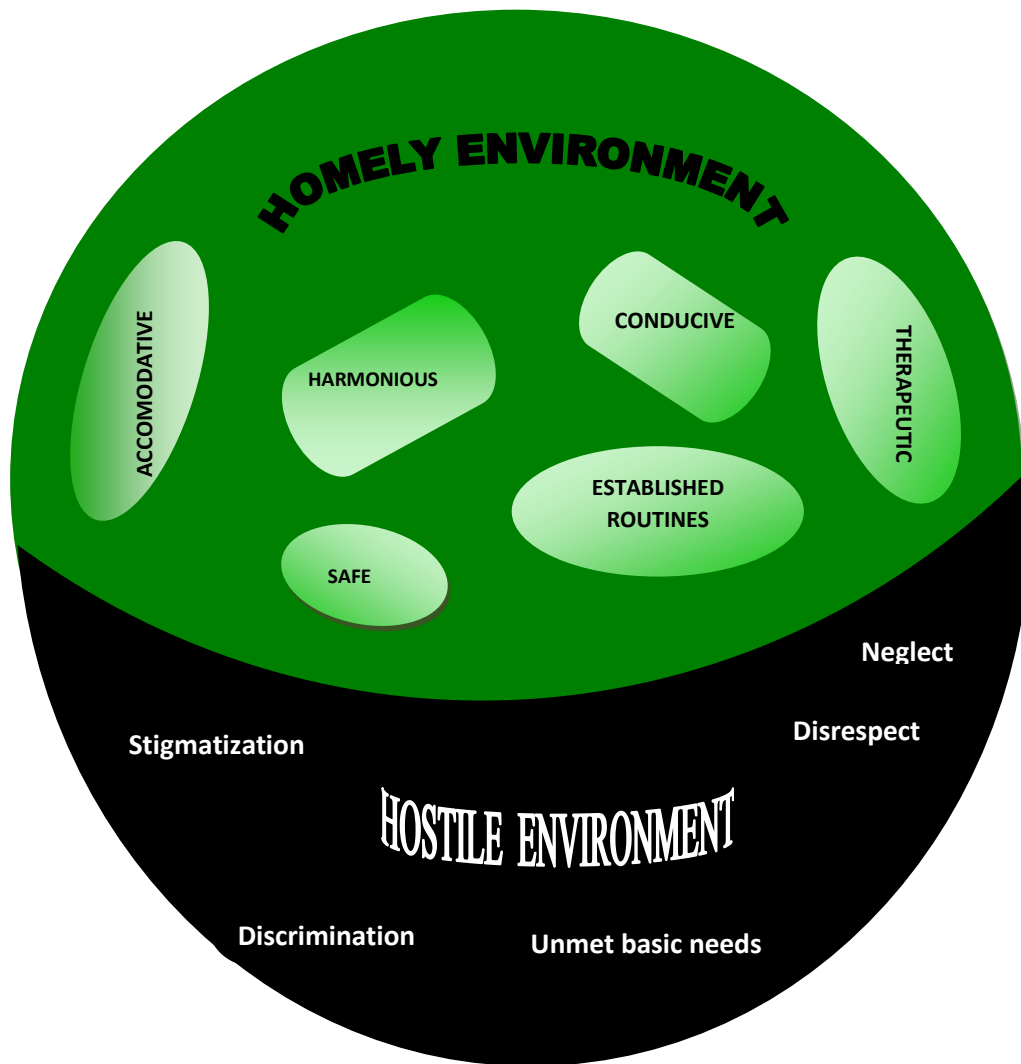 HOMELY ENVIRONMENT
ACCOMODATIVE
HARMONIOUS
CONDUCIVE
THERAPEUTIC
ESTABLISHED
ROUTINES
SAFE
Neglect
Stigmatization
Disrespect
HOSTILE ENVIRONMENT
Discrimination
Unmet basic needs